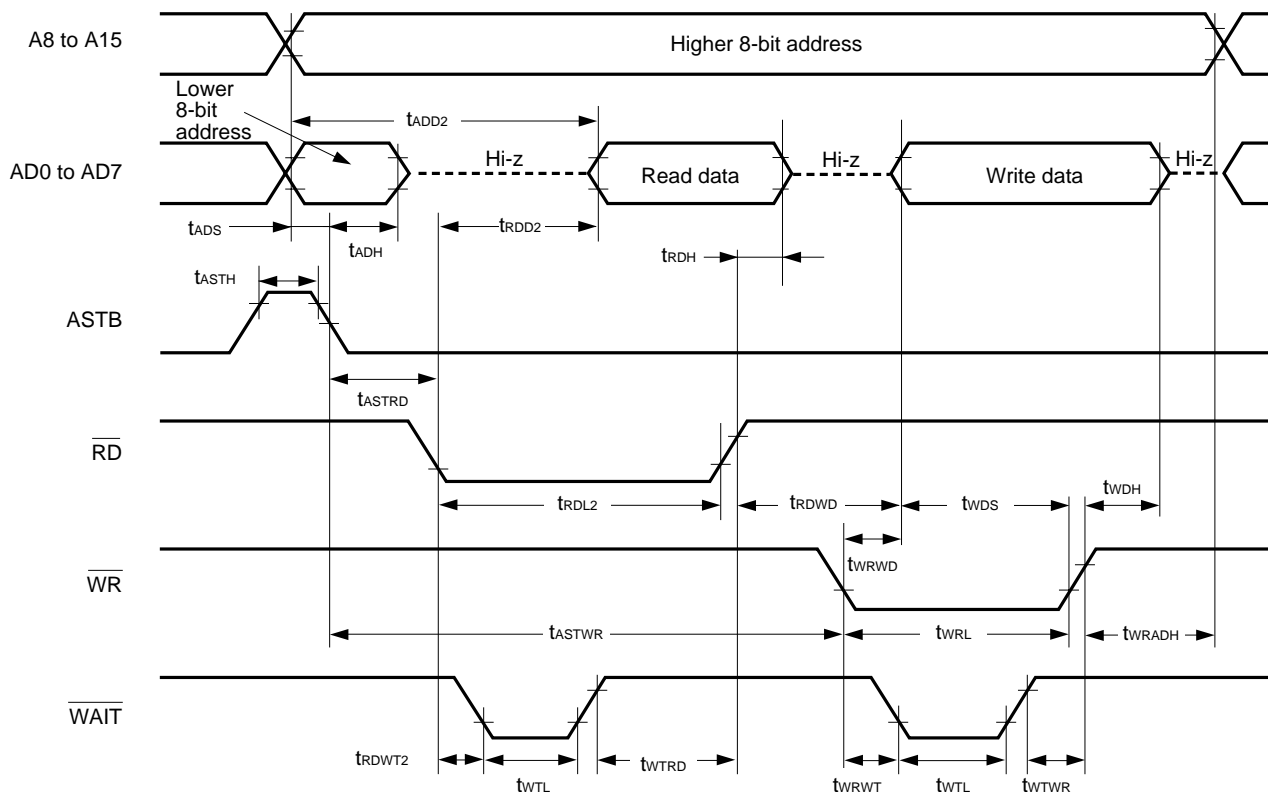 A8 to A15
Higher 8-bit address
Lower
8-bit
address
tADD2
AD0 to AD7
Hi-z
Read data
Hi-z
Write data
Hi-z
tADS
tADH
tRDD2
tRDH
tASTH
ASTB
tASTRD
RD
tRDL2
tRDWD
tWDS
tWDH
WR
tWRWD
tASTWR
tWRL
tWRADH
WAIT
tRDWT2
tWTL
tWTRD
tWRWT
tWTL
tWTWR